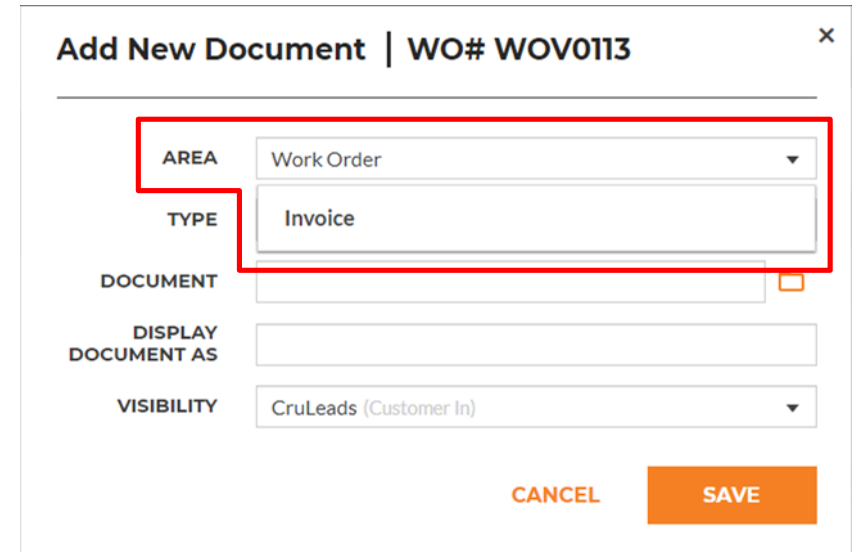 Add New Document | WO# WOV0113
×
AREA
Work Order
TYPE
Invoice
DOCUMENT
DISPLAY
DOCUMENT AS
VISIBILITY
CruLeads (Customer In)
CANCEL
SAVE